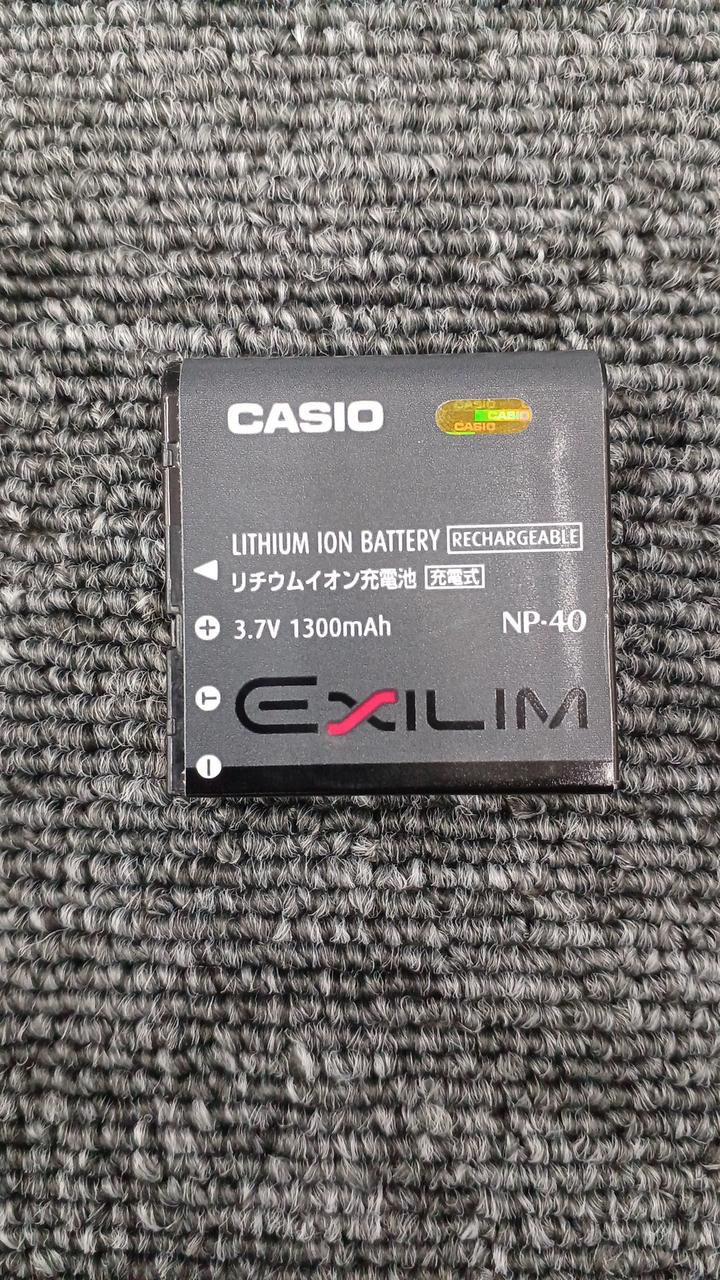 CASIO
CASIO
CASIO
CASIO
LITHIUM ION BATTERY RECHARGEABLE
リチウムイオン充電池 充電式
+ 3.7V 1300mAh NP-40
T
EXILIM
−